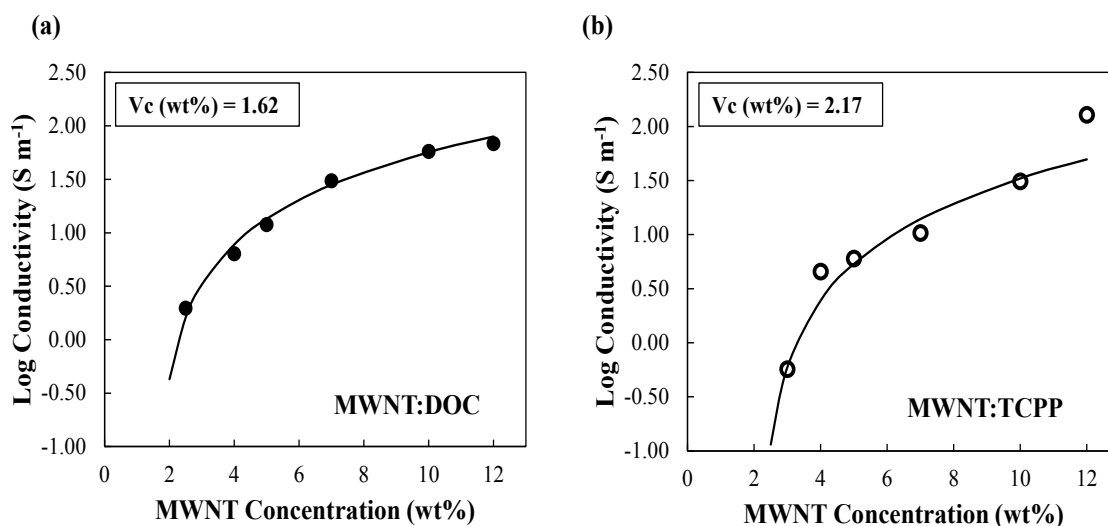 (a)
Vc (wt%) = 1.62
2.50
2.00
1.50
1.00
0.50
0.00
-0.50
-1.00
Log Conductivity (S m⁻¹)
MWNT:DOC
0 2 4 6 8 10 12
MWNT Concentration (wt%)
(b)
Vc (wt%) = 2.17
2.50
2.00
1.50
1.00
0.50
0.00
-0.50
-1.00
Log Conductivity (S m⁻¹)
MWNT:TCPP
0 2 4 6 8 10 12
MWNT Concentration (wt%)